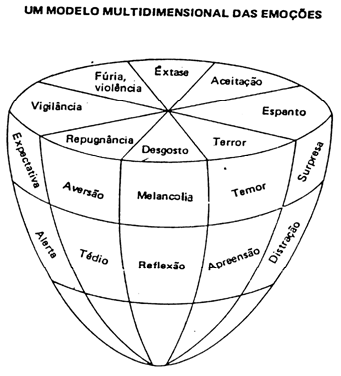 UM MODELO MULTIDIMENSIONAL DAS EMOÇÕES
Êxtase
Fúria,
violência
Aceitação
Vigilância
Espanto
Repugnância
Desgosto
Terror
Expectativa
Aversão
Melancolia
Temor
Surpresa
Alerta
Tédio
Reflexão
Apreensão
Distração